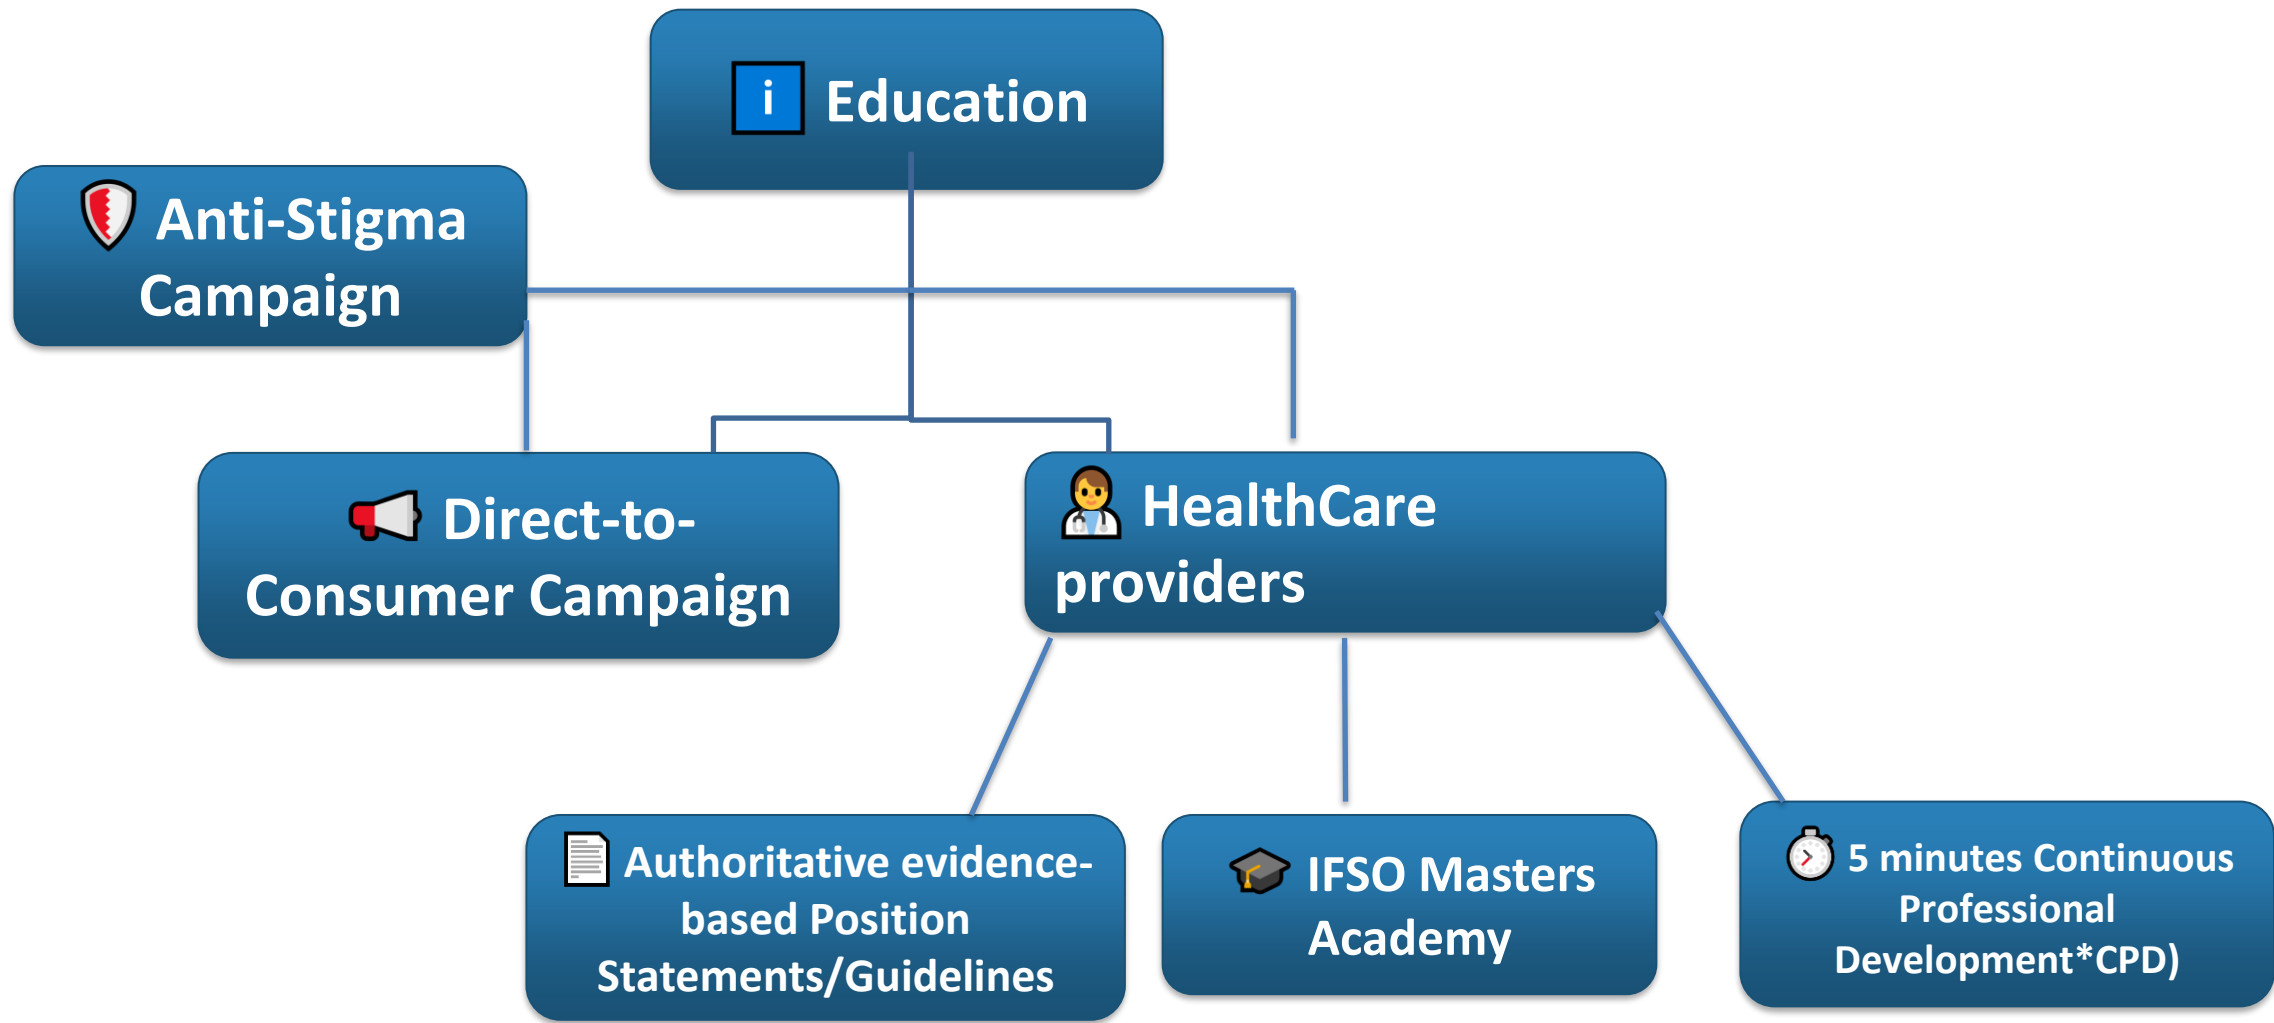 Education
Anti-Stigma
Campaign
Direct-to-
Consumer Campaign
HealthCare
providers
Authoritative evidence-
based Position
Statements/Guidelines
IFSO Masters
Academy
5 minutes Continuous
Professional
Development*CPD)